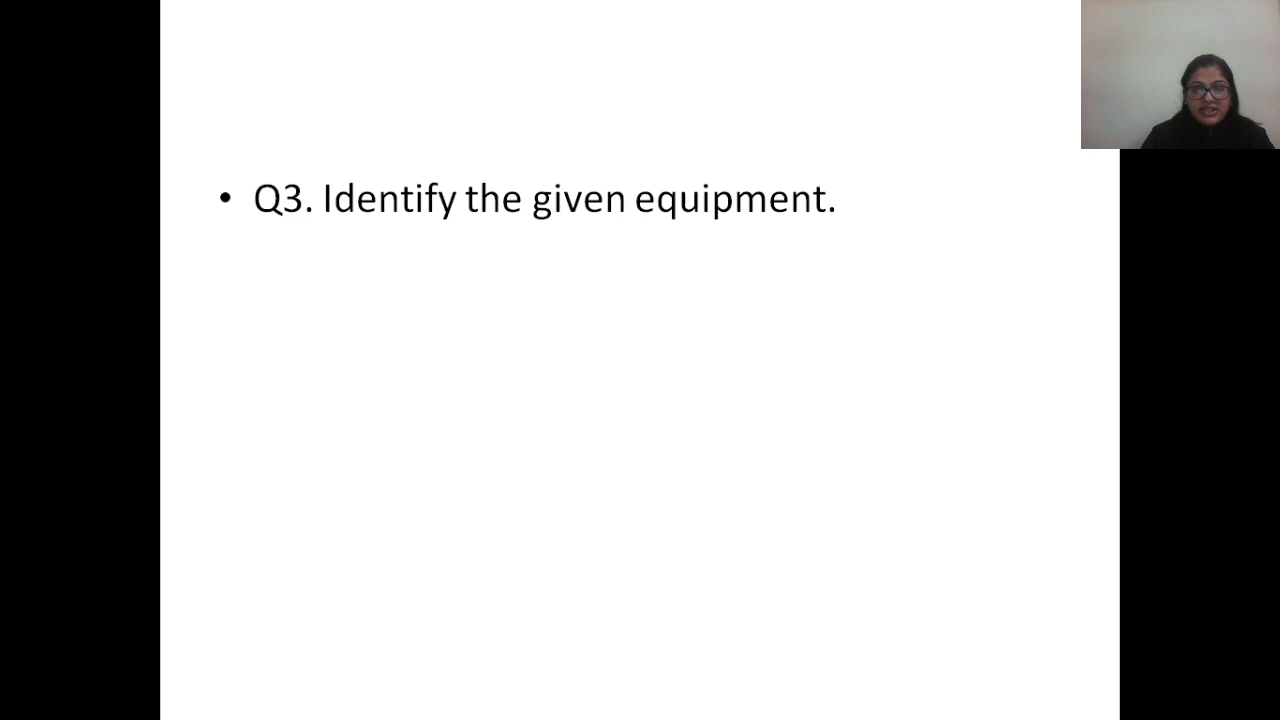 • Q3. Identify the given equipment.